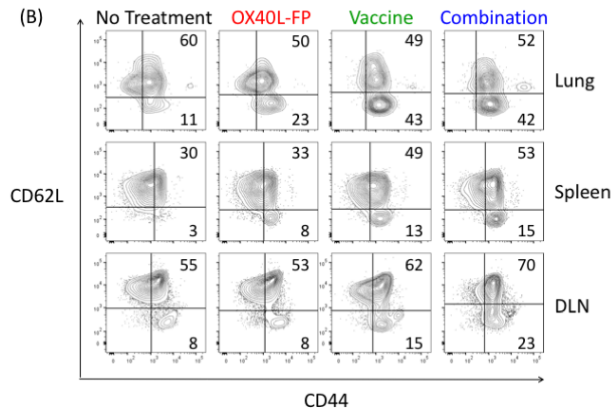 (B)
No Treatment OX40L-FP Vaccine Combination
60 50 49 52
Lung
11 23 43 42
30 33 49 53
CD62L
Spleen
3 8 13 15
55 53 62 70
DLN
8 8 15 23
CD44